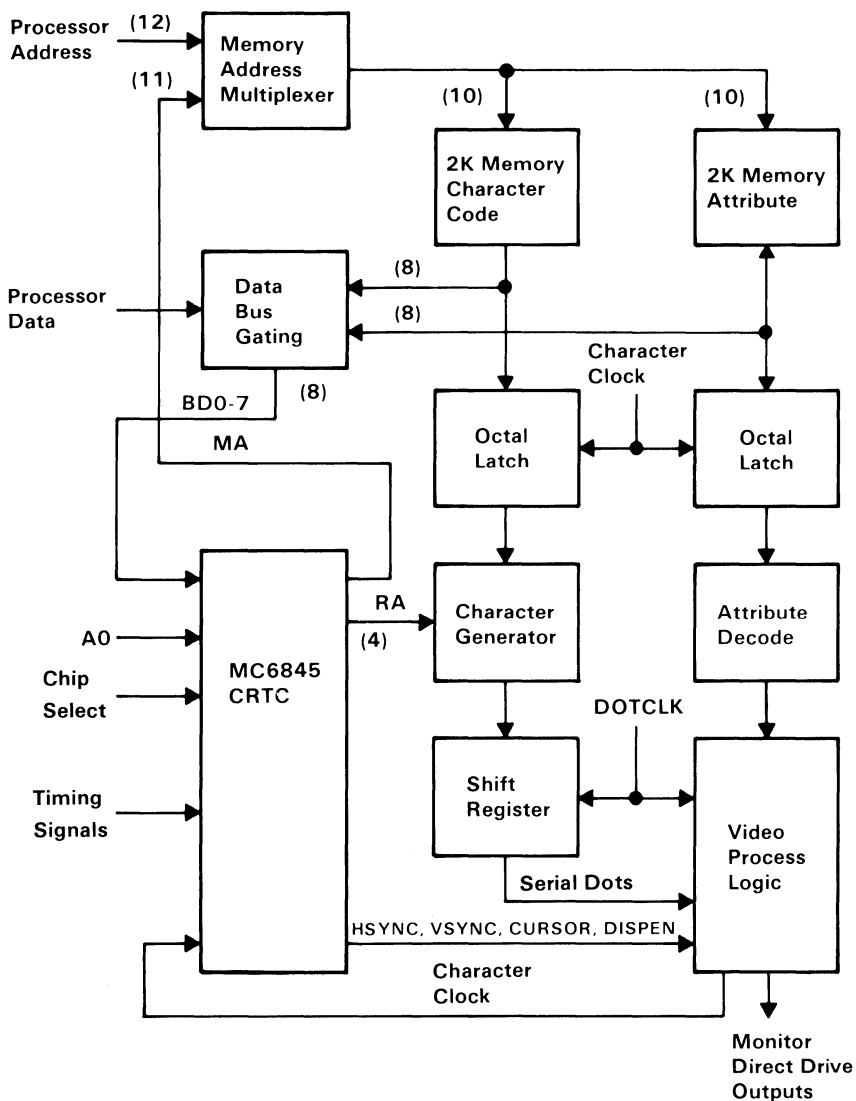 Processor
Address
(12)
(11)
Memory
Address
Multiplexer
(10)
(10)
2K Memory
Character
Code
2K Memory
Attribute
Processor
Data
Data
Bus
Gating
(8)
(8)
(8)
BD0-7
MA
Character
Clock
Octal
Latch
Octal
Latch
A0
Chip
Select
Timing
Signals
MC6845
CRTC
RA
(4)
Character
Generator
Attribute
Decode
DOTCLK
Shift
Register
Video
Process
Logic
Serial Dots
HSYNC, VSYNC, CURSOR, DISPEN
Character
Clock
Monitor
Direct Drive
Outputs